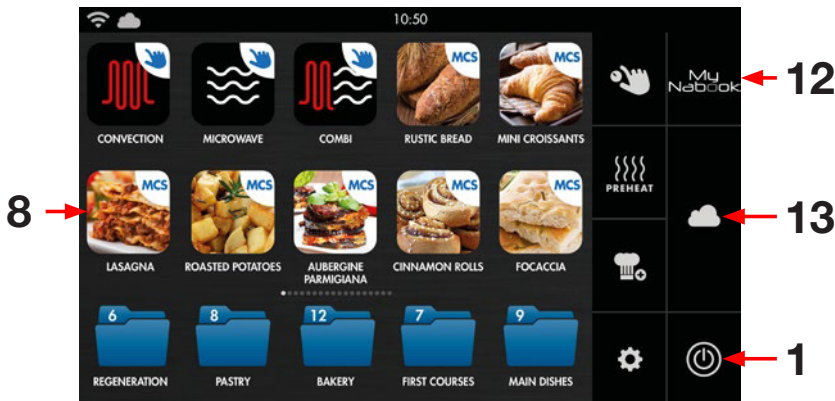 10:50
CONVECTION
MICROWAVE
COMBI
MCS
RUSTIC BREAD
MCS
MINI CROISSANTS
My
Nabook
12
PREHEAT
8
MCS
LASAGNA
MCS
ROASTED POTATOES
MCS
AUBERGINE
PARMIGIANA
MCS
CINNAMON ROLLS
MCS
FOCACCIA
13
6
REGENERATION
8
PASTRY
12
BAKERY
7
FIRST COURSES
9
MAIN DISHES
1